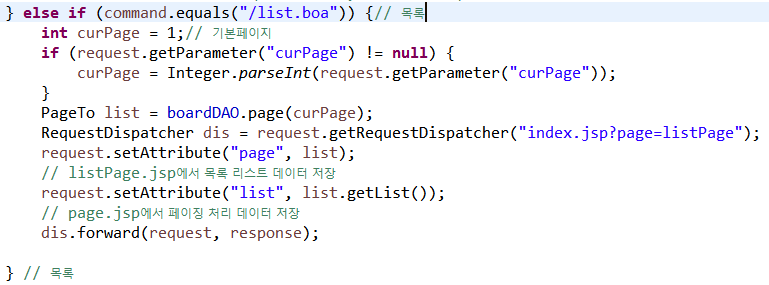 } else if (command.equals("/list.boa")) {// 목록
int curPage = 1;// 기본페이지
if (request.getParameter("curPage") != null) {
curPage = Integer.parseInt(request.getParameter("curPage"));
}
PageTo list = boardDAO.page(curPage);
RequestDispatcher dis = request.getRequestDispatcher("index.jsp?page=listPage");
request.setAttribute("page", list);
// listPage.jsp에서 목록 리스트 데이터 저장
request.setAttribute("list", list.getList());
// page.jsp에서 페이징 처리 데이터 저장
dis.forward(request, response);
} // 목록